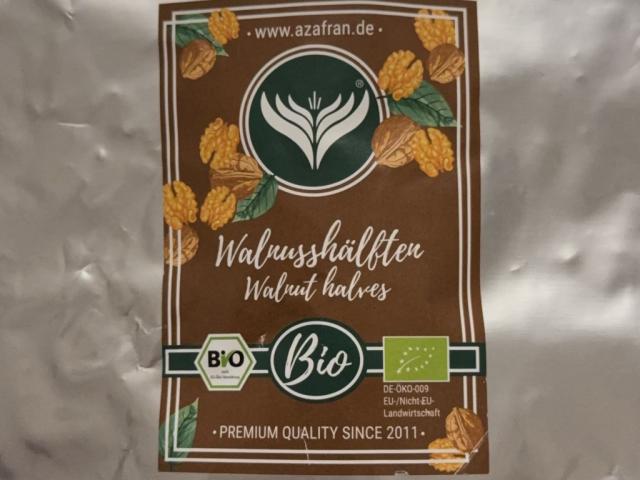 · www.azafran.de ·
®
Walnusshälften
Walnut halves
Bio
Bio
DE-ÖKO-009
EU-/Nicht-EU-
Landwirtschaft
· PREMIUM QUALITY SINCE 2011 ·